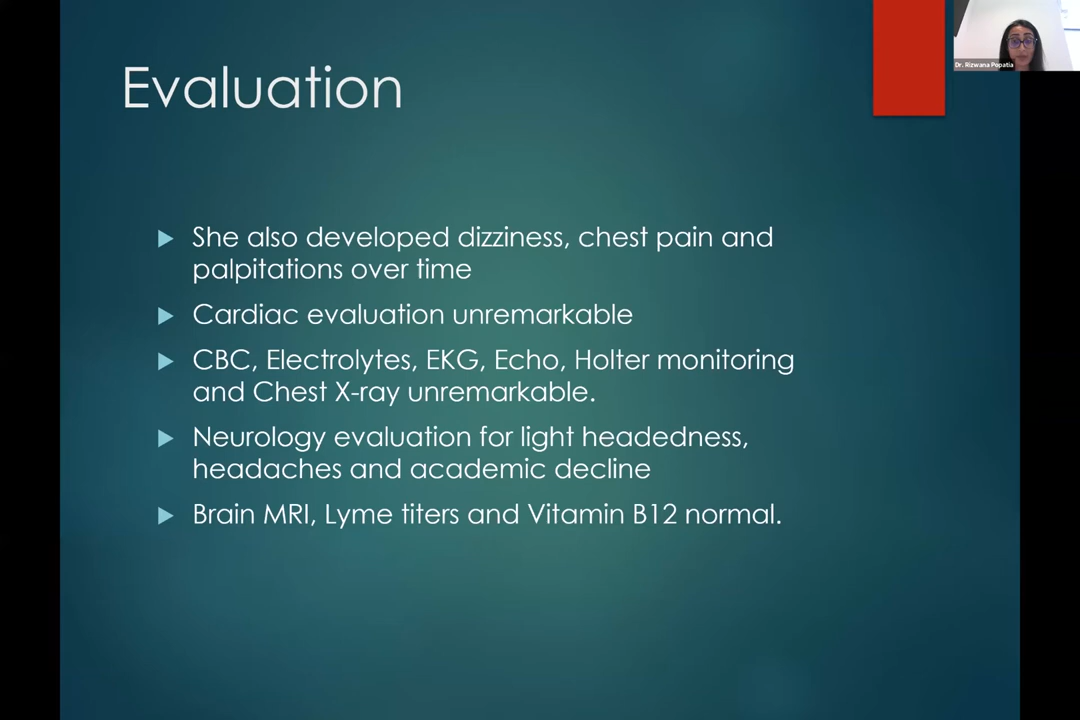 Dr. Rizwana Popatia
Evaluation
She also developed dizziness, chest pain and
palpitations over time
Cardiac evaluation unremarkable
CBC, Electrolytes, EKG, Echo, Holter monitoring
and Chest X-ray unremarkable.
Neurology evaluation for light headedness,
headaches and academic decline
Brain MRI, Lyme titers and Vitamin B12 normal.